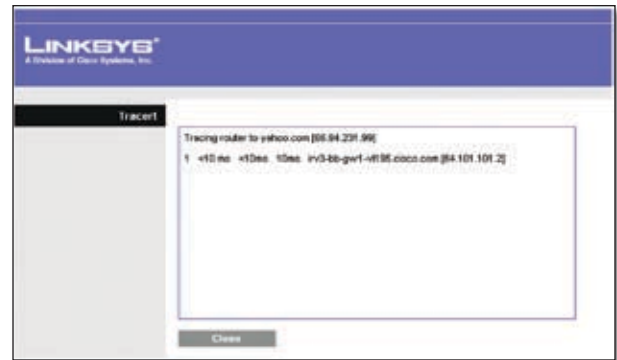 LINKSYS®
A Division of Cisco Systems, Inc.
Tracert
Tracing router to yahoo.com [66.94.231.99]
1 <10 ms <10ms 10ms irv3-bb-gw1-vl195.cisco.com [64.101.101.2]
Close